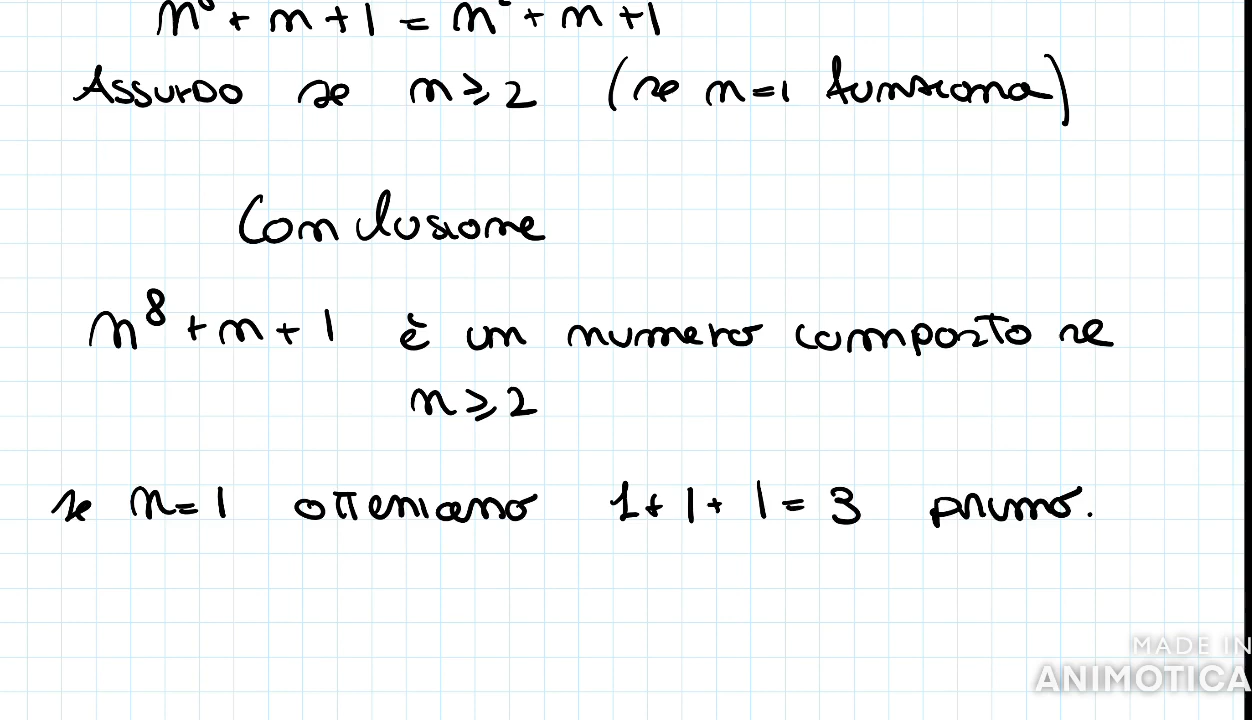 n⁸ + n + 1 = n² + n + 1
Assurdo se n ⩾ 2 (se n=1 funziona)
Conclusione
n⁸ + n + 1 è un numero composto se
n ⩾ 2
se n=1 otteniamo 1 + 1 + 1 = 3 primo.
MADE IN
ANIMOTICA